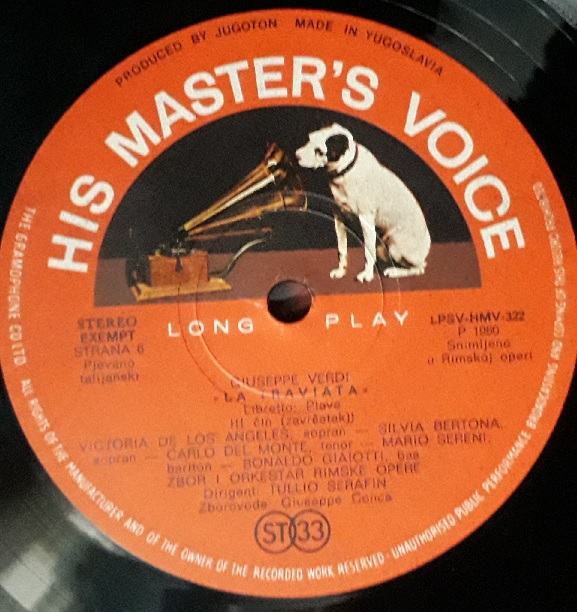 PRODUCED BY JUGOTON MADE IN YUGOSLAVIA
HIS MASTER'S VOICE
LONG PLAY
STEREO
EXEMPT
STRANA 6
Pjevano
talijanski
LPSV-HMV-322
P 1960
Snimljeno
u Rimskoj operi
GIUSEPPE VERDI
»LA TRAVIATA«
Libretto: Piave
III čin (završetak)
VICTORIA DE LOS ANGELES, sopran — SILVIA BERTONA,
sopran — CARLO DEL MONTE, tenor — MARIO SERENI,
bariton — BONALDO GIAIOTTI, bas
ZBOR I ORKESTAR RIMSKE OPERE
Dirigent: TULLIO SERAFIN
Zborovođa: Giuseppe Conca
ST 33
THE GRAMOPHONE CO LTD ALL RIGHTS OF THE MANUFACTURER AND OF THE OWNER OF THE RECORDED WORK RESERVED · UNAUTHORISED PUBLIC PERFORMANCE BROADCASTING AND COPYING OF